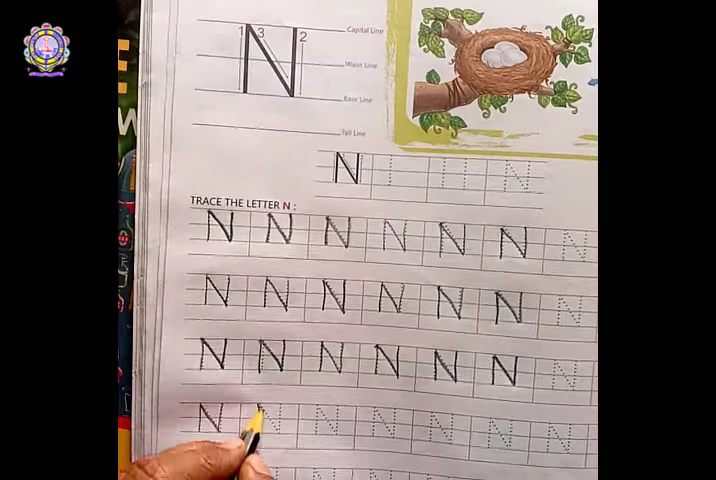 1 3 2
N
Capital Line
Waist Line
Base Line
Tail Line
N N
TRACE THE LETTER N :
N N N N N N N
N N N N N N N
N N N N N N N
N N N N N N N